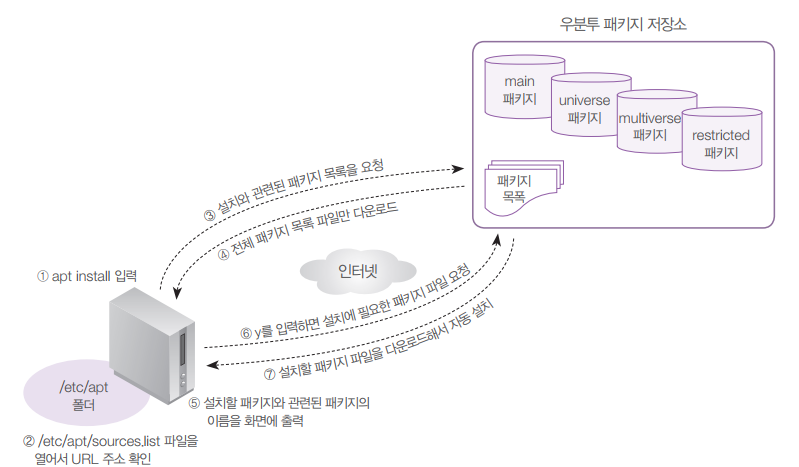 우분투 패키지 저장소
main
패키지
universe
패키지
multiverse
패키지
restricted
패키지
패키지
목폭
③ 설치와 관련된 패키지 목록을 요청
④ 전체 패키지 목록 파일만 다운로드
인터넷
① apt install 입력
⑥ y를 입력하면 설치에 필요한 패키지 파일 요청
⑦ 설치할 패키지 파일을 다운로드해서 자동 설치
/etc/apt
폴더
⑤ 설치할 패키지와 관련된 패키지의
이름을 화면에 출력
② /etc/apt/sources.list 파일을
열어서 URL 주소 확인